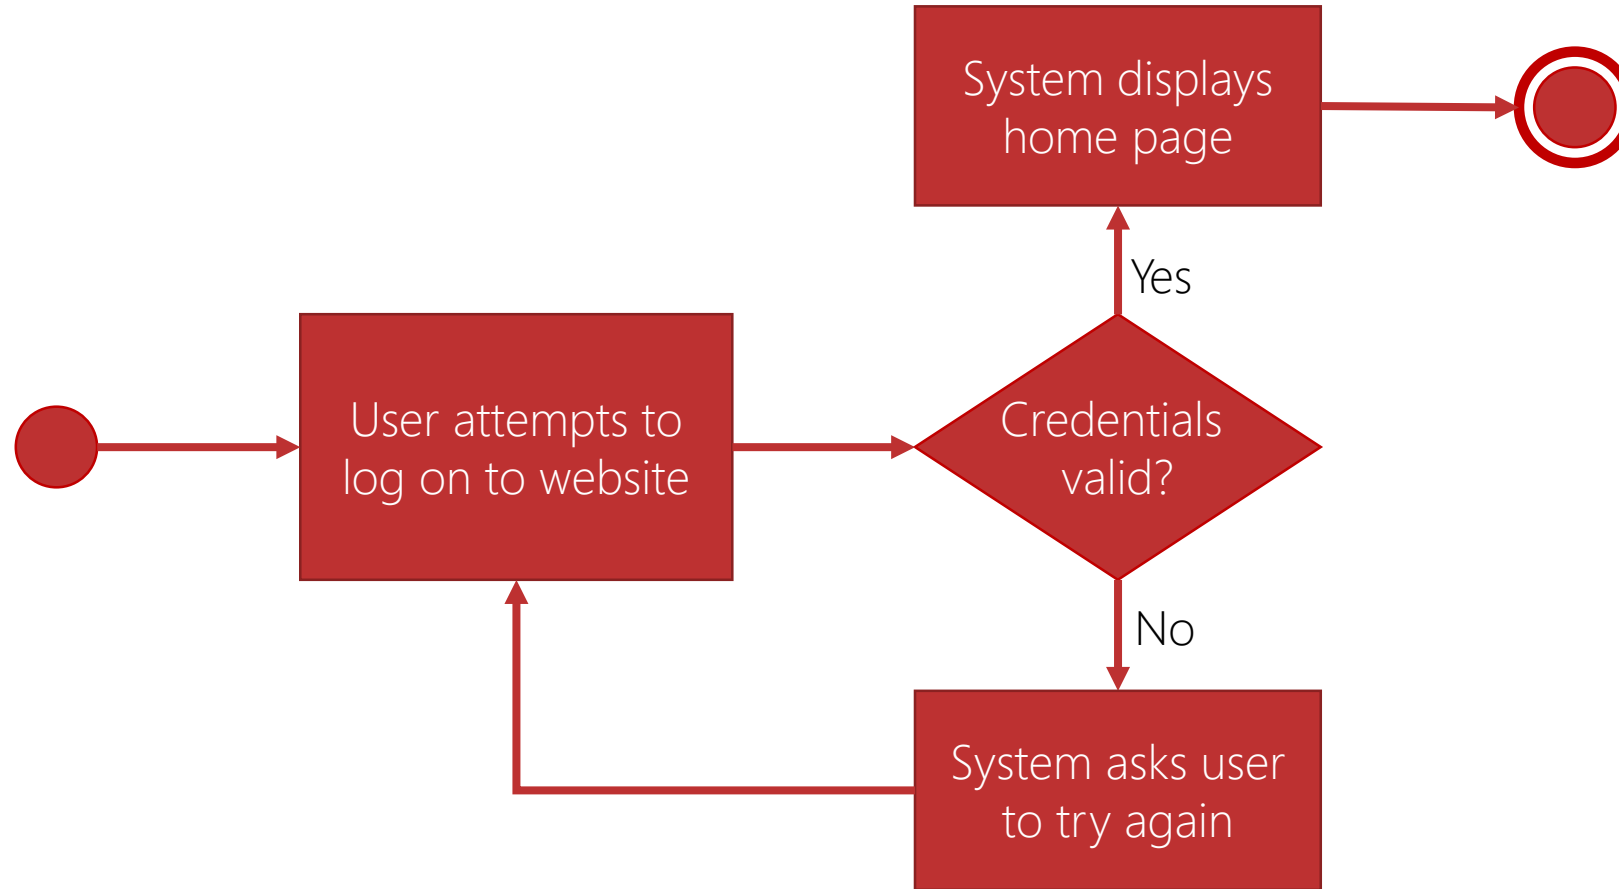 System displays
home page
Yes
User attempts to
log on to website
Credentials
valid?
No
System asks user
to try again